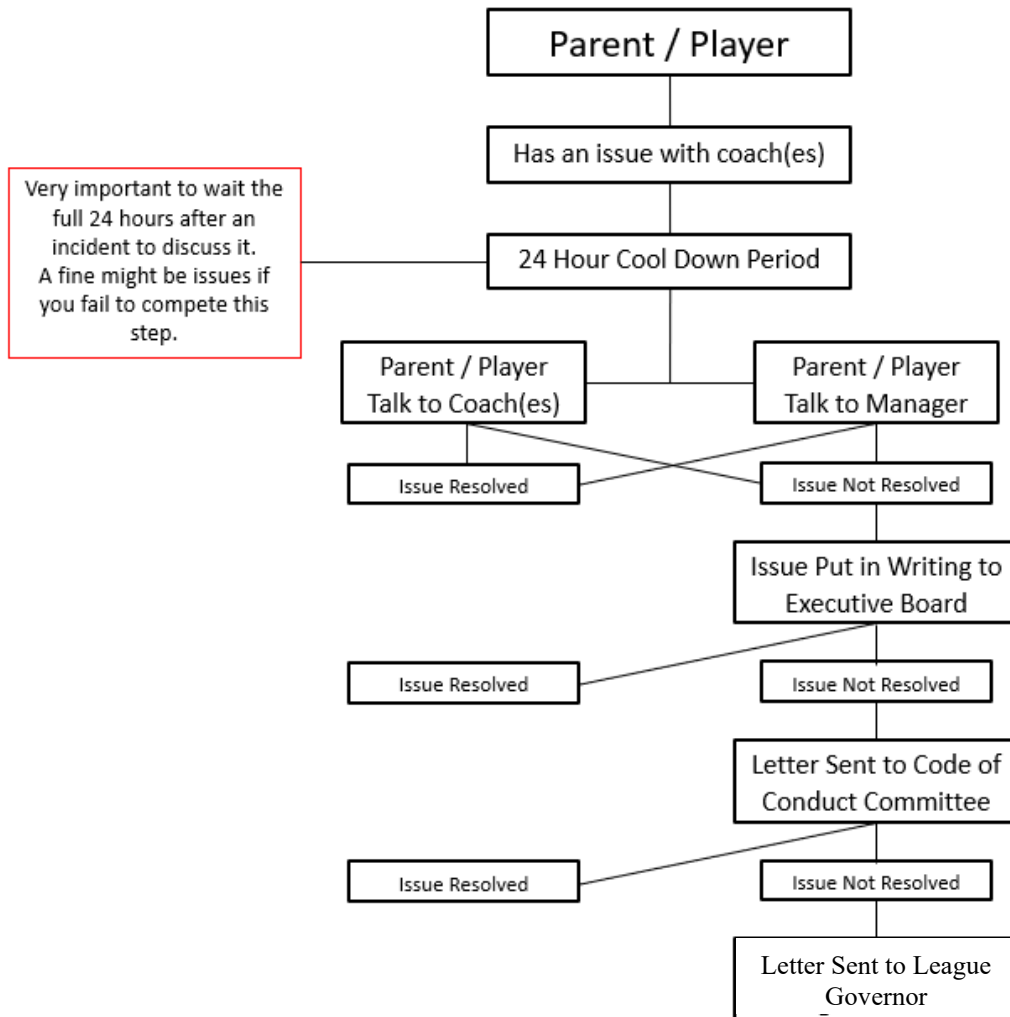 Parent / Player
Has an issue with coach(es)
Very important to wait the
full 24 hours after an
incident to discuss it.
A fine might be issues if
you fail to compete this
step.
24 Hour Cool Down Period
Parent / Player
Talk to Coach(es)
Parent / Player
Talk to Manager
Issue Resolved
Issue Not Resolved
Issue Put in Writing to
Executive Board
Issue Resolved
Issue Not Resolved
Letter Sent to Code of
Conduct Committee
Issue Resolved
Issue Not Resolved
Letter Sent to League
Governor